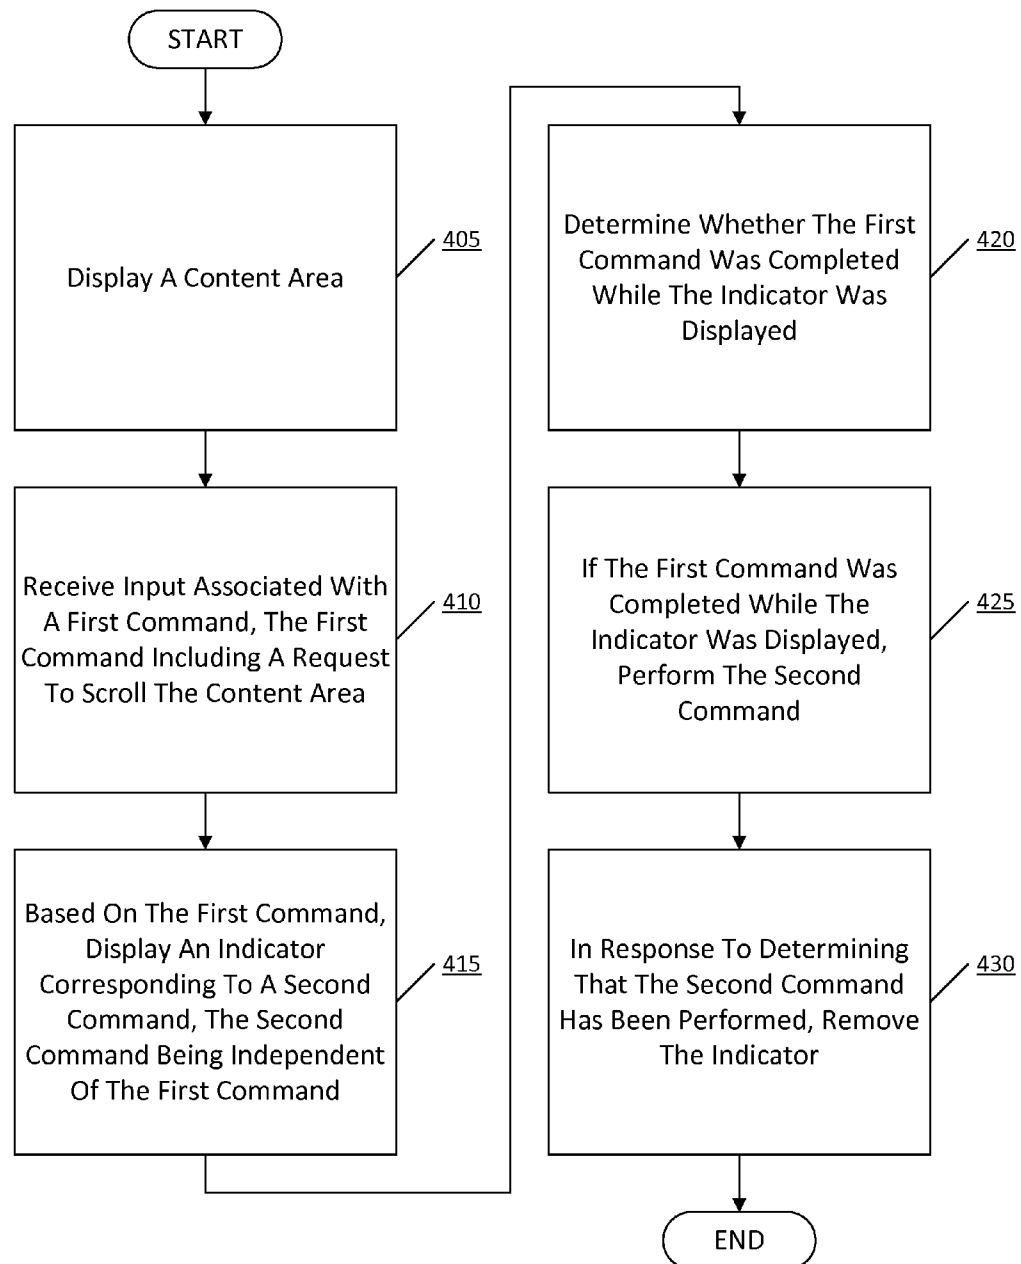 START
Display A Content Area
405
Receive Input Associated With
A First Command, The First
Command Including A Request
To Scroll The Content Area
410
Based On The First Command,
Display An Indicator
Corresponding To A Second
Command, The Second
Command Being Independent
Of The First Command
415
Determine Whether The First
Command Was Completed
While The Indicator Was
Displayed
420
If The First Command Was
Completed While The
Indicator Was Displayed,
Perform The Second
Command
425
In Response To Determining
That The Second Command
Has Been Performed, Remove
The Indicator
430
END